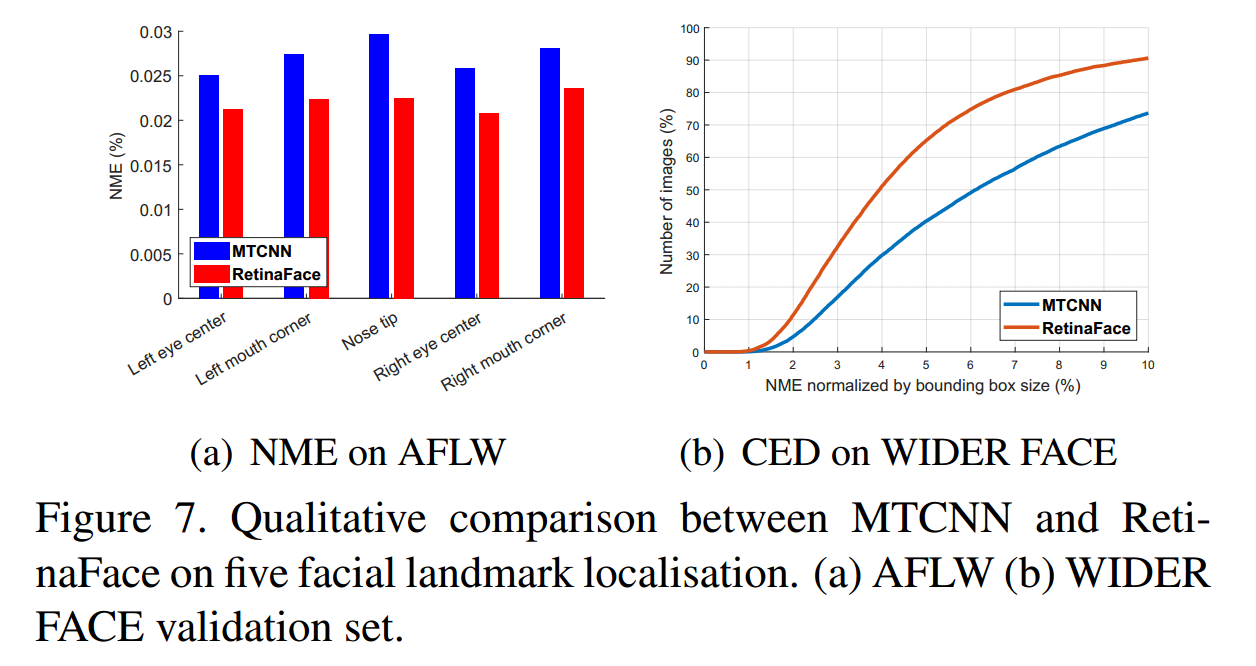 0.03
0.025
0.02
0.015
0.01
0.005
0
NME (%)
MTCNN
RetinaFace
Left eye center
Left mouth corner
Nose tip
Right eye center
Right mouth corner
100
90
80
70
60
50
40
30
20
10
0
Number of images (%)
MTCNN
RetinaFace
0 1 2 3 4 5 6 7 8 9 10
NME normalized by bounding box size (%)
(a) NME on AFLW
(b) CED on WIDER FACE
Figure 7. Qualitative comparison between MTCNN and Reti-
naFace on five facial landmark localisation. (a) AFLW (b) WIDER
FACE validation set.